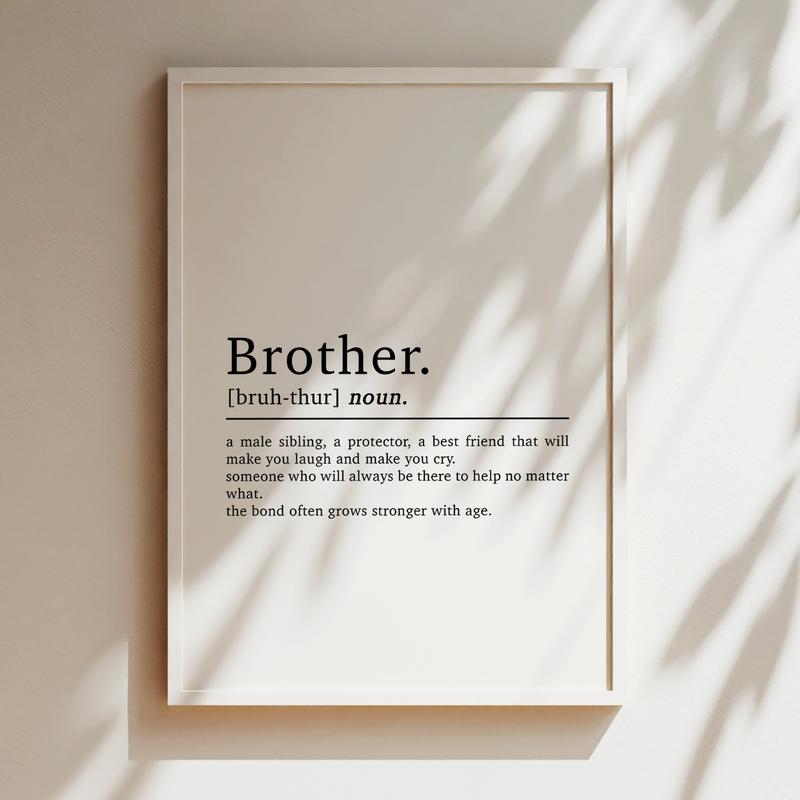 Brother.
[bruh-thur] noun.
a male sibling, a protector, a best friend that will
make you laugh and make you cry.
someone who will always be there to help no matter
what.
the bond often grows stronger with age.